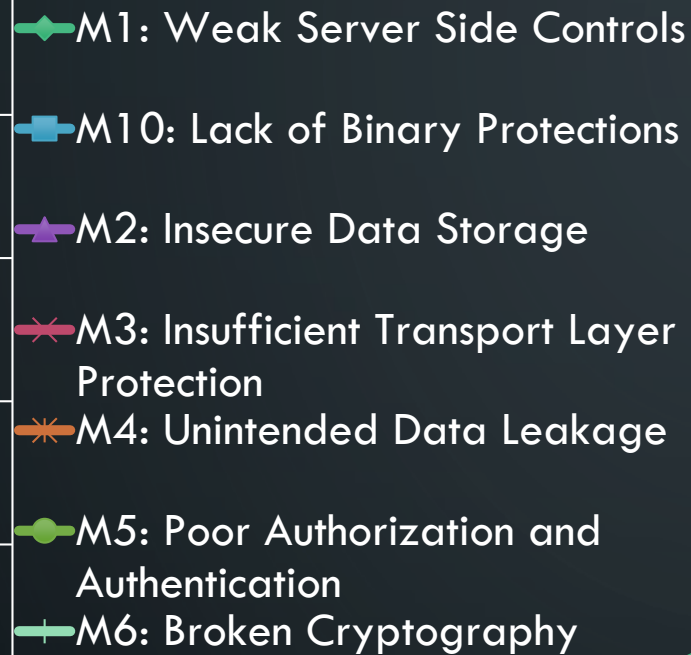 M1: Weak Server Side Controls
M10: Lack of Binary Protections
M2: Insecure Data Storage
M3: Insufficient Transport Layer
Protection
M4: Unintended Data Leakage
M5: Poor Authorization and
Authentication
M6: Broken Cryptography